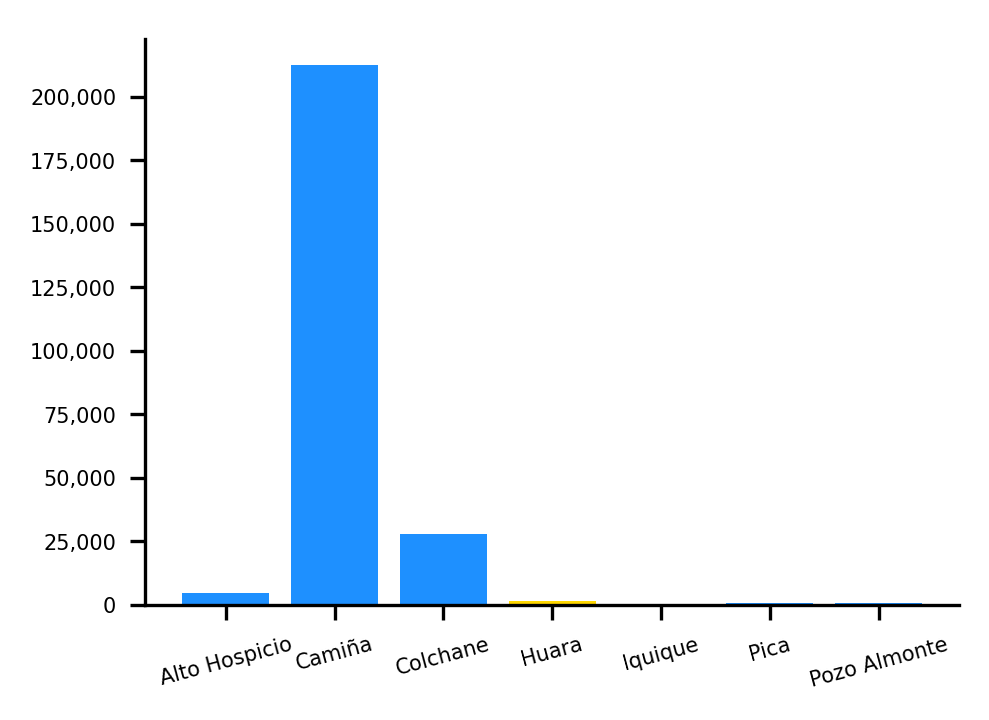 200,000
175,000
150,000
125,000
100,000
75,000
50,000
25,000
0
Alto Hospicio
Camiña
Colchane
Huara
Iquique
Pica
Pozo Almonte